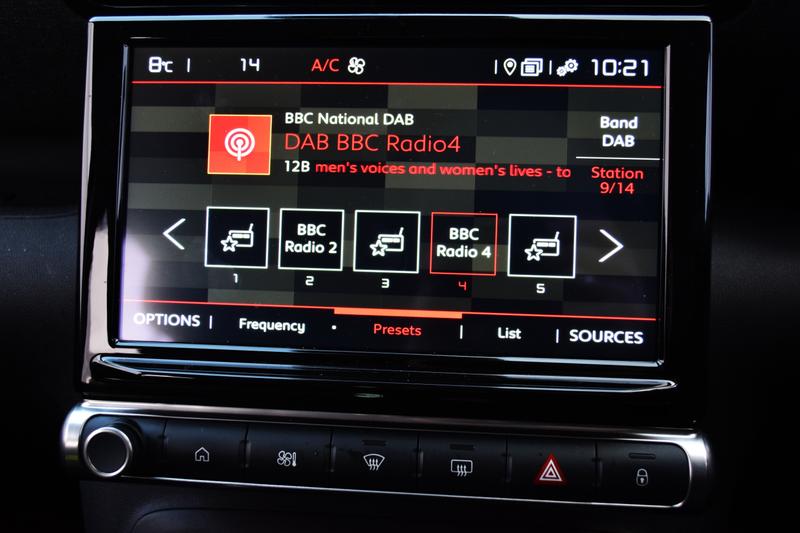 8°C | 14 A/C 10:21
BBC National DAB
DAB BBC Radio4
12B men's voices and women's lives - to
Band
DAB
Station
9/14
BBC
Radio 2
BBC
Radio 4
1 2 3 4 5
OPTIONS | Frequency • Presets | List | SOURCES